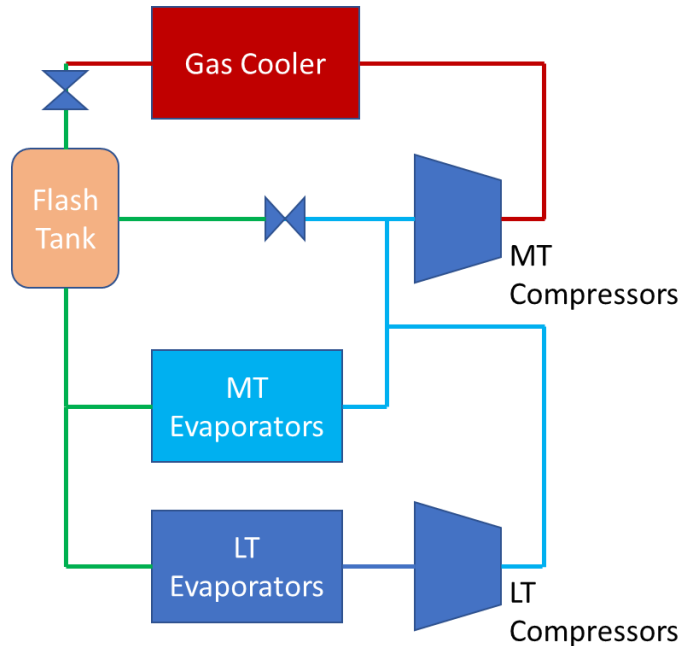 Gas Cooler
Flash
Tank
MT
Compressors
MT
Evaporators
LT
Evaporators
LT
Compressors